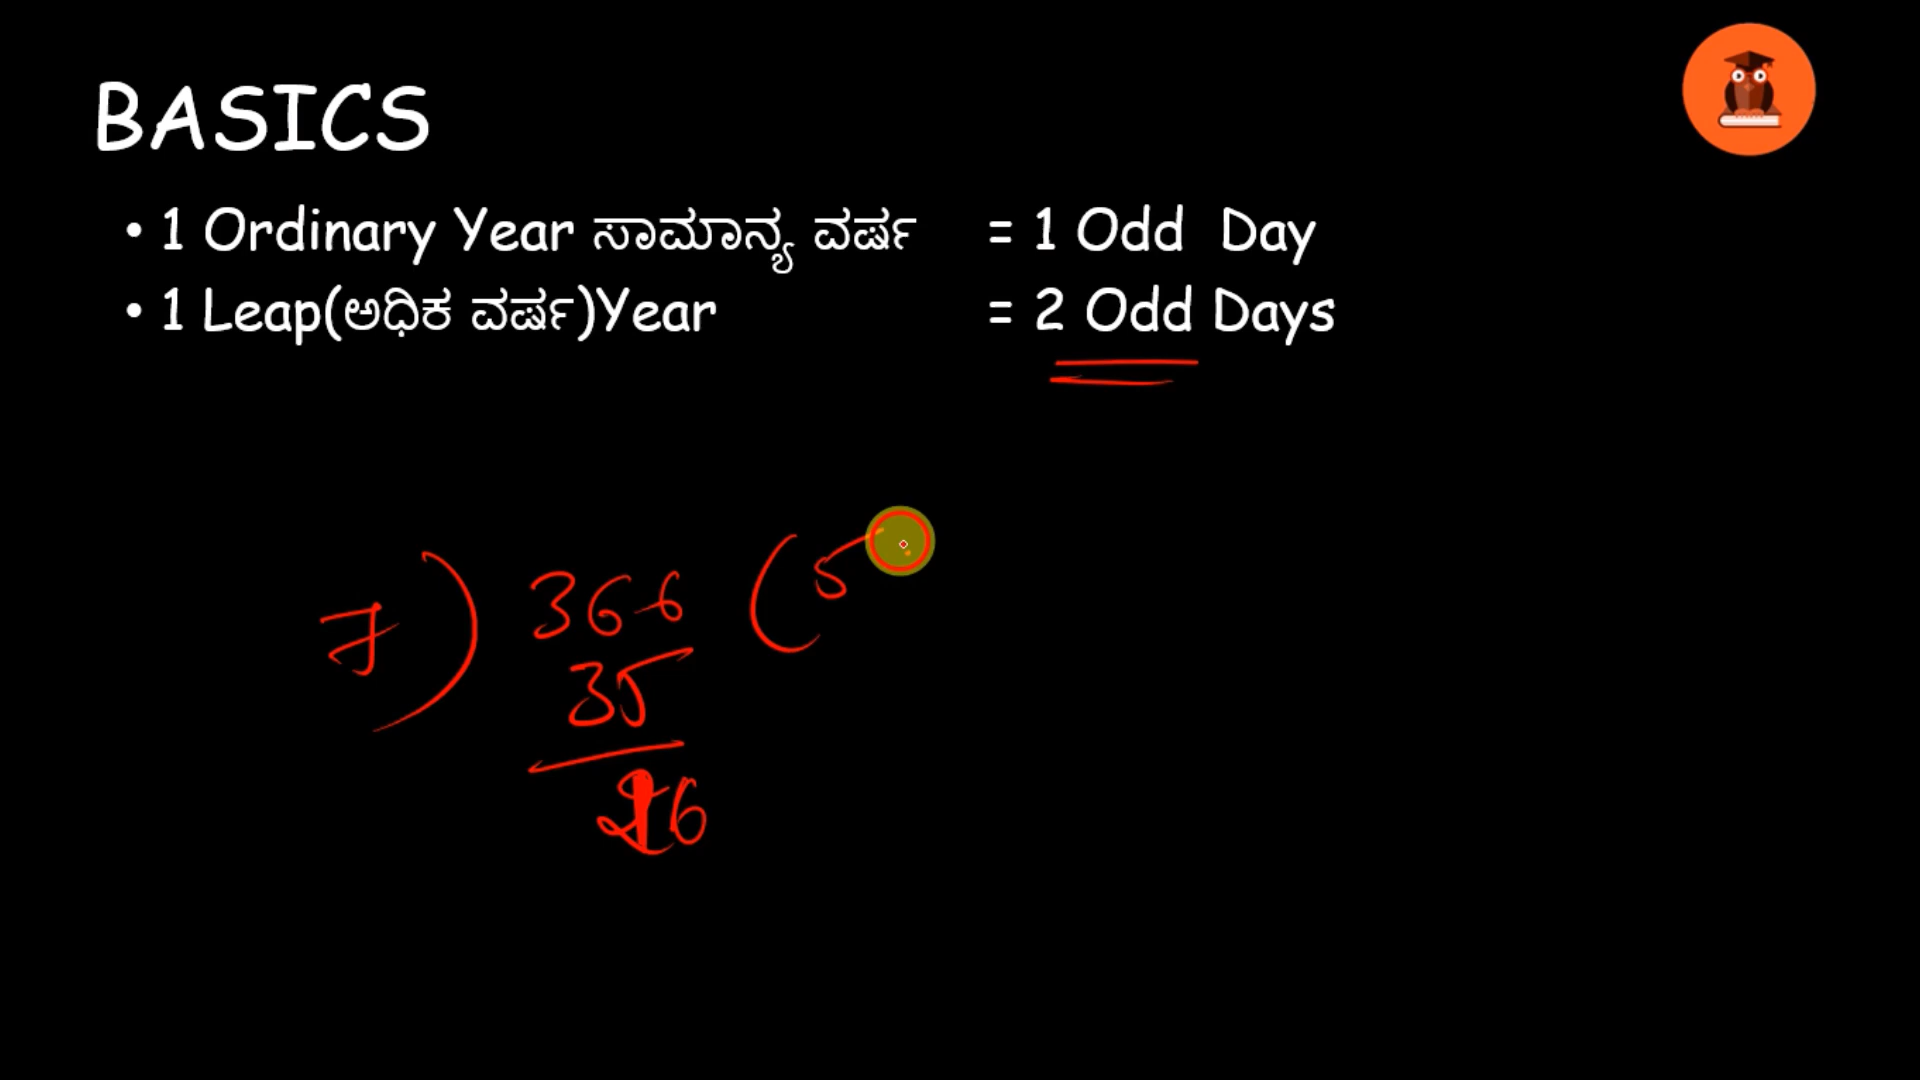 BASICS
• 1 Ordinary Year ಸಾಮಾನ್ಯ ವರ್ಷ = 1 Odd Day
• 1 Leap(ಅಧಿಕ ವರ್ಷ)Year = 2 Odd Days
7) 366 (5
35
16